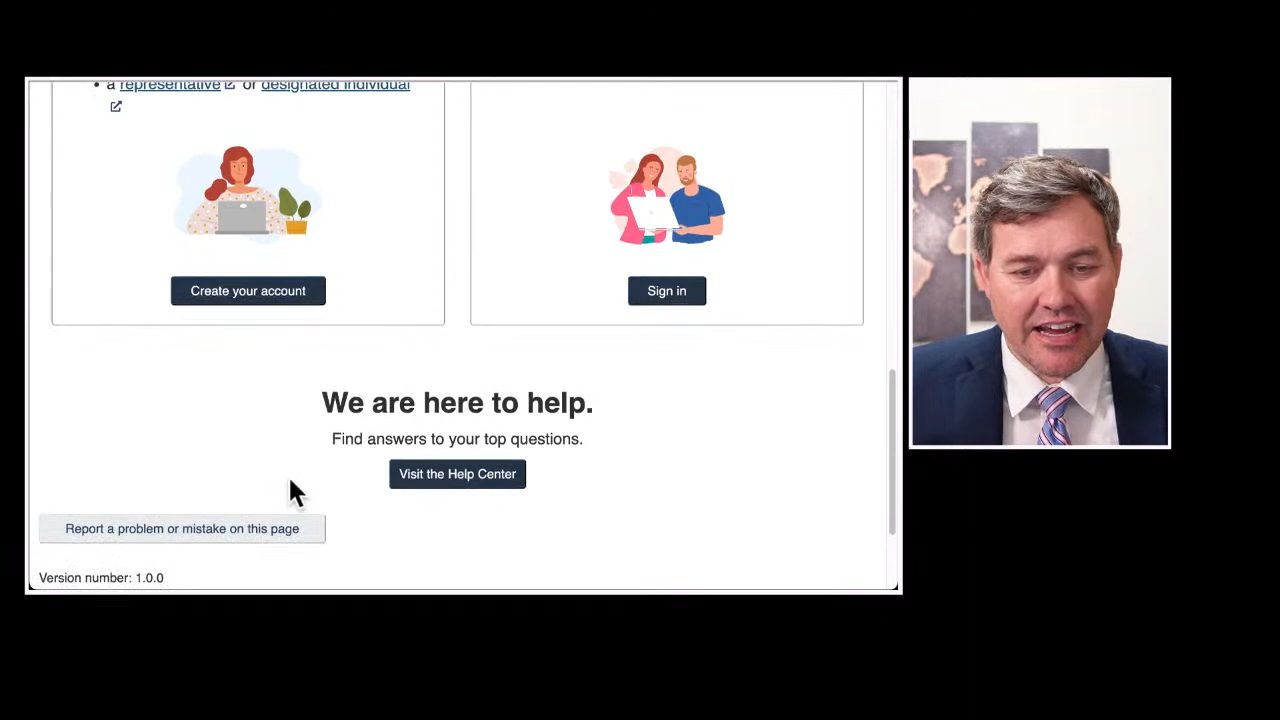 • a representative or designated individual
Create your account
Sign in
We are here to help.
Find answers to your top questions.
Visit the Help Center
Report a problem or mistake on this page
Version number: 1.0.0